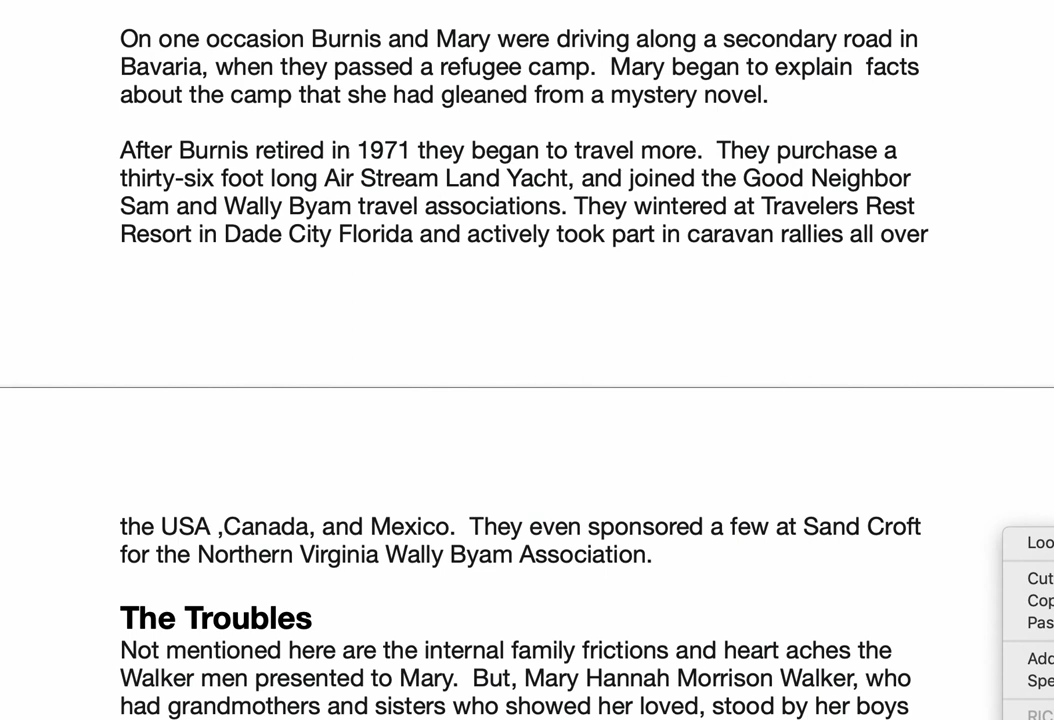 On one occasion Burnis and Mary were driving along a secondary road in
Bavaria, when they passed a refugee camp.  Mary began to explain  facts
about the camp that she had gleaned from a mystery novel.
After Burnis retired in 1971 they began to travel more.  They purchase a
thirty-six foot long Air Stream Land Yacht, and joined the Good Neighbor
Sam and Wally Byam travel associations. They wintered at Travelers Rest
Resort in Dade City Florida and actively took part in caravan rallies all over
the USA ,Canada, and Mexico.  They even sponsored a few at Sand Croft
for the Northern Virginia Wally Byam Association.
The Troubles
Not mentioned here are the internal family frictions and heart aches the
Walker men presented to Mary.  But, Mary Hannah Morrison Walker, who
had grandmothers and sisters who showed her loved, stood by her boys
Loo
Cut
Cop
Pas
Add
Spe